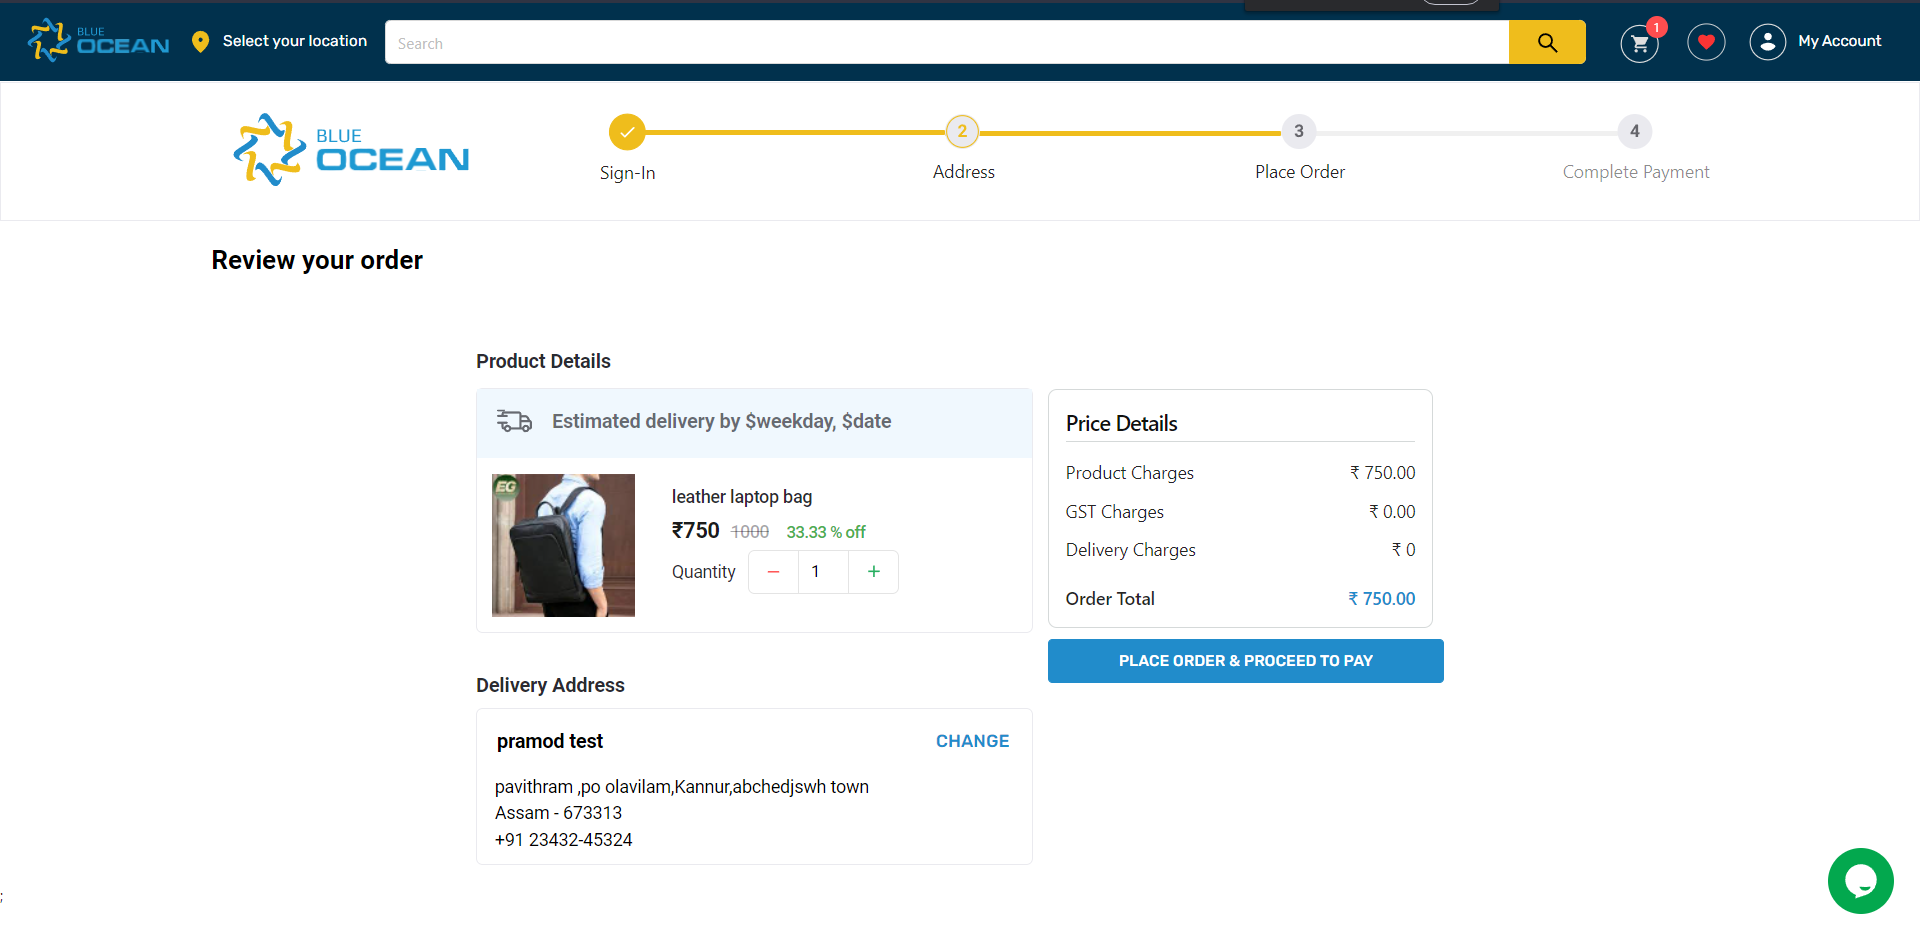 BLUE
OCEAN
Select your location
Search
1
My Account
BLUE
OCEAN
2
3
4
Sign-In
Address
Place Order
Complete Payment
Review your order
Product Details
Estimated delivery by $weekday, $date
EG
leather laptop bag
₹750 1000 33.33 % off
Quantity − 1 +
Price Details
Product Charges ₹ 750.00
GST Charges ₹ 0.00
Delivery Charges ₹ 0
Order Total ₹ 750.00
PLACE ORDER & PROCEED TO PAY
Delivery Address
pramod test
CHANGE
pavithram ,po olavilam,Kannur,abchedjswh town
Assam - 673313
+91 23432-45324
;